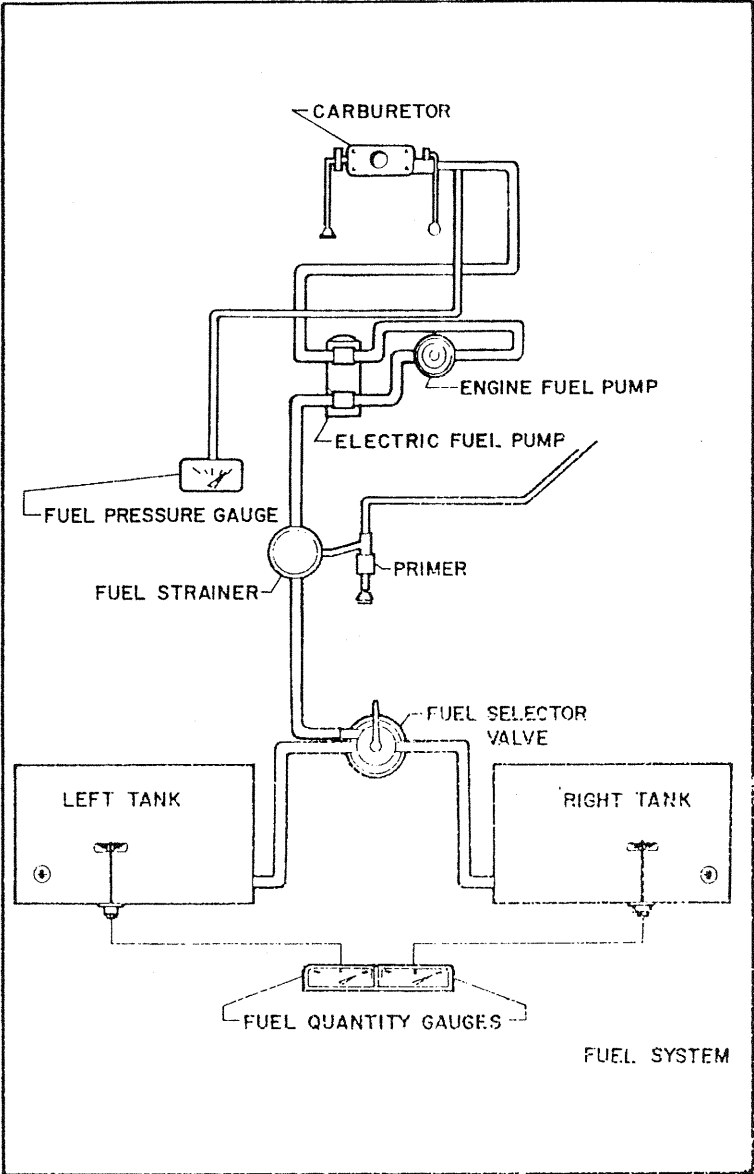 CARBURETOR
ENGINE FUEL PUMP
ELECTRIC FUEL PUMP
FUEL PRESSURE GAUGE
PRIMER
FUEL STRAINER
FUEL SELECTOR
VALVE
LEFT TANK
RIGHT TANK
FUEL QUANTITY GAUGES
FUEL SYSTEM